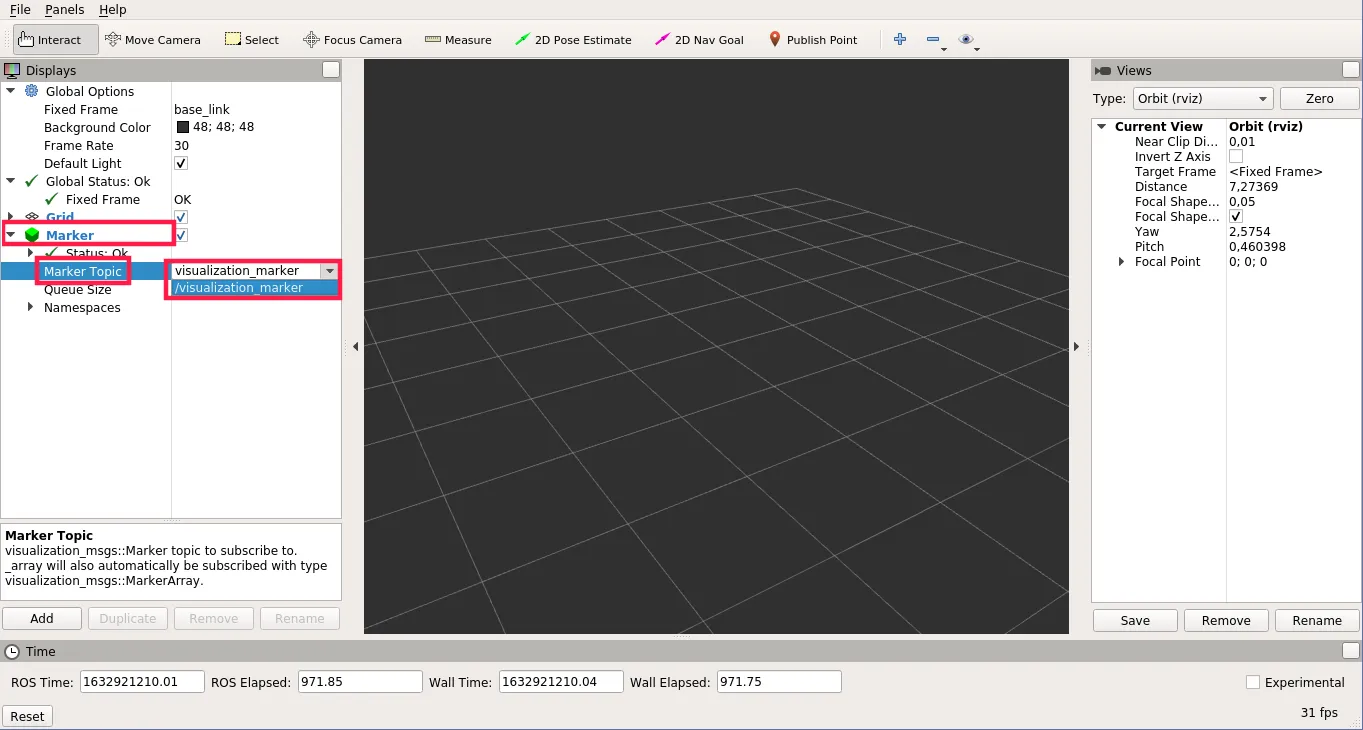 File Panels Help
Interact Move Camera Select Focus Camera Measure 2D Pose Estimate 2D Nav Goal Publish Point
Displays
Global Options
Fixed Frame base_link
Background Color 48; 48; 48
Frame Rate 30
Default Light
Global Status: Ok
Fixed Frame OK
Grid
Marker
Status: Ok
Marker Topic visualization_marker
/visualization_marker
Queue Size
Namespaces
Marker Topic
visualization_msgs::Marker topic to subscribe to.
_array will also automatically be subscribed with type
visualization_msgs::MarkerArray.
Add Duplicate Remove Rename
Views
Type: Orbit (rviz) Zero
Current View Orbit (rviz)
Near Clip Di... 0,01
Invert Z Axis
Target Frame <Fixed Frame>
Distance 7,27369
Focal Shape... 0,05
Focal Shape...
Yaw 2,5754
Pitch 0,460398
Focal Point 0; 0; 0
Save Remove Rename
Time
ROS Time: 1632921210.01 ROS Elapsed: 971.85 Wall Time: 1632921210.04 Wall Elapsed: 971.75 Experimental
Reset 31 fps